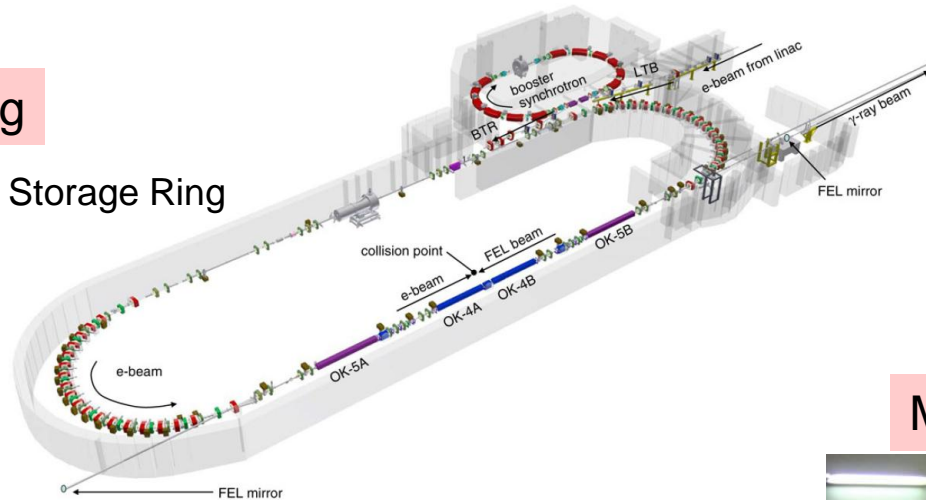 g
Storage Ring
booster
synchrotron
LTB
e-beam from linac
BTR
γ-ray beam
FEL mirror
collision point
FEL beam
e-beam
OK-5B
OK-4B
OK-4A
OK-5A
e-beam
FEL mirror
M